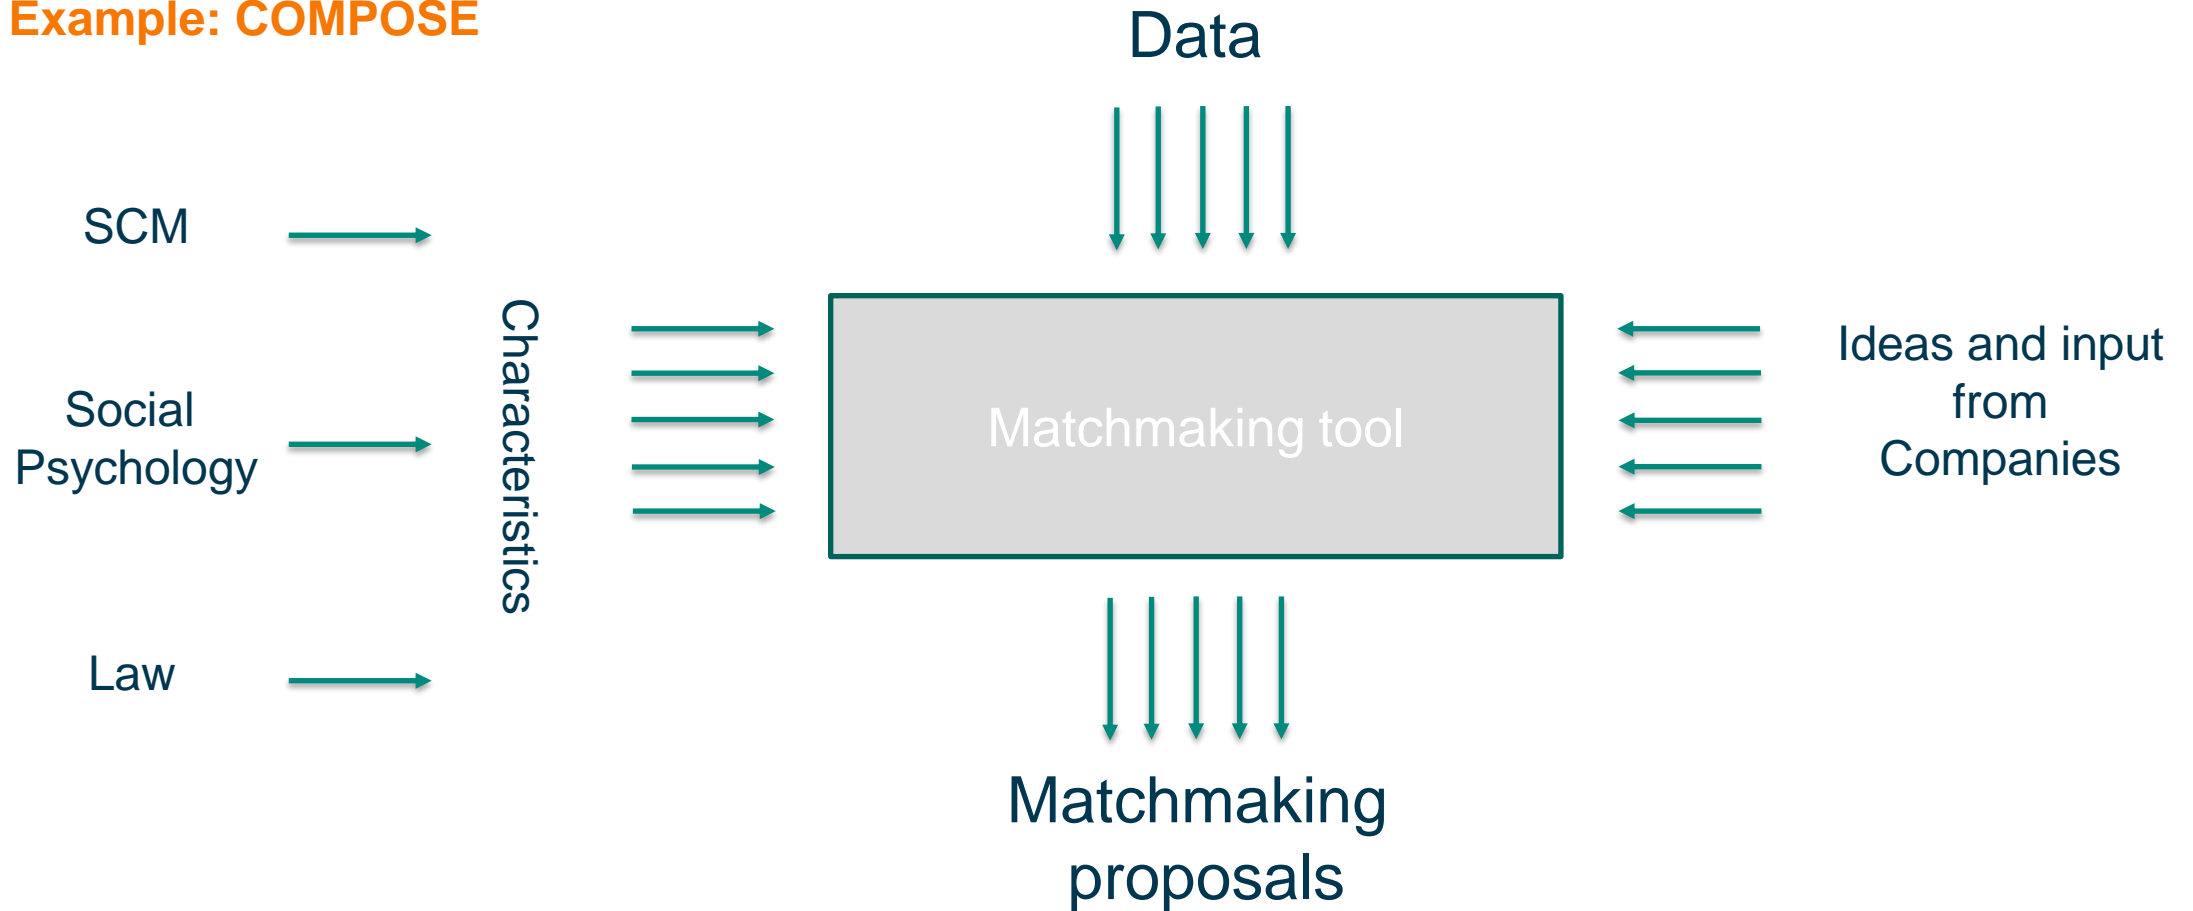 Example: COMPOSE
Data
SCM
Social
Psychology
Law
Characteristics
Matchmaking tool
Ideas and input
from
Companies
Matchmaking
proposals